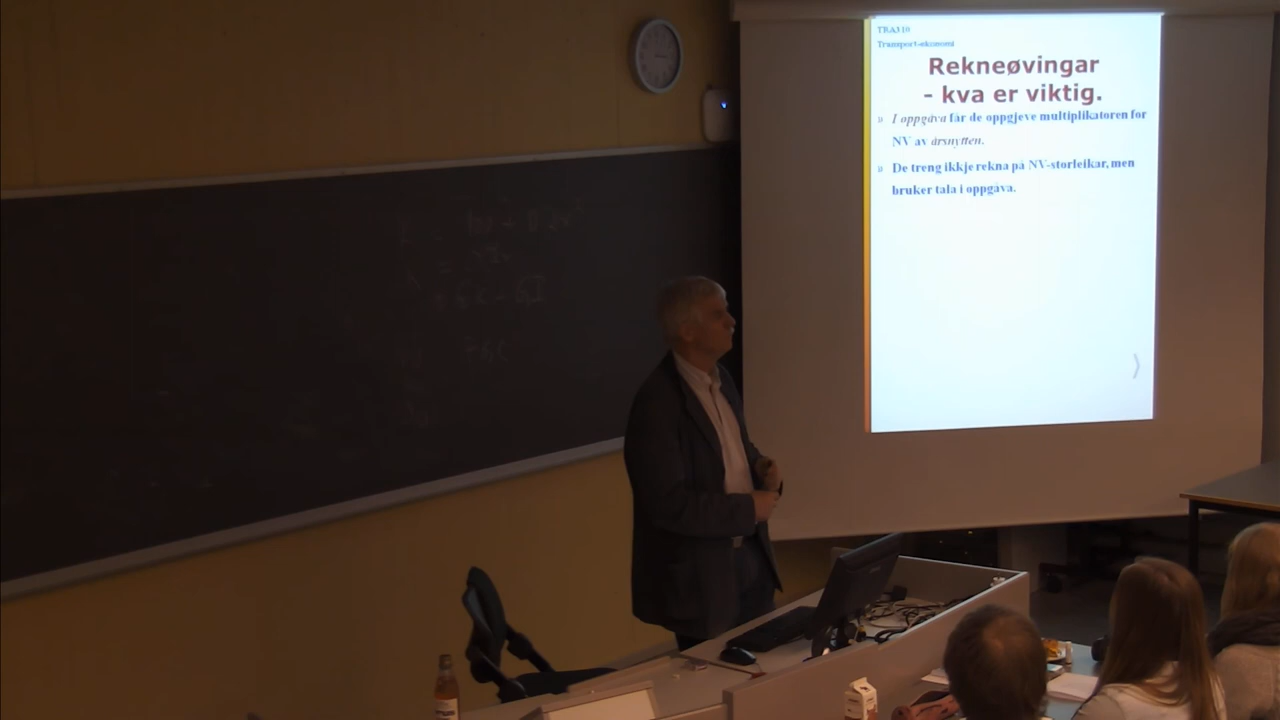 TRA310
Transport-økonomi
Rekneøvingar
- kva er viktig.
» I oppgåva får de oppgjeve multiplikatoren for
NV av årsnytten.
» De treng ikkje rekna på NV-storleikar, men
bruker tala i oppgåva.